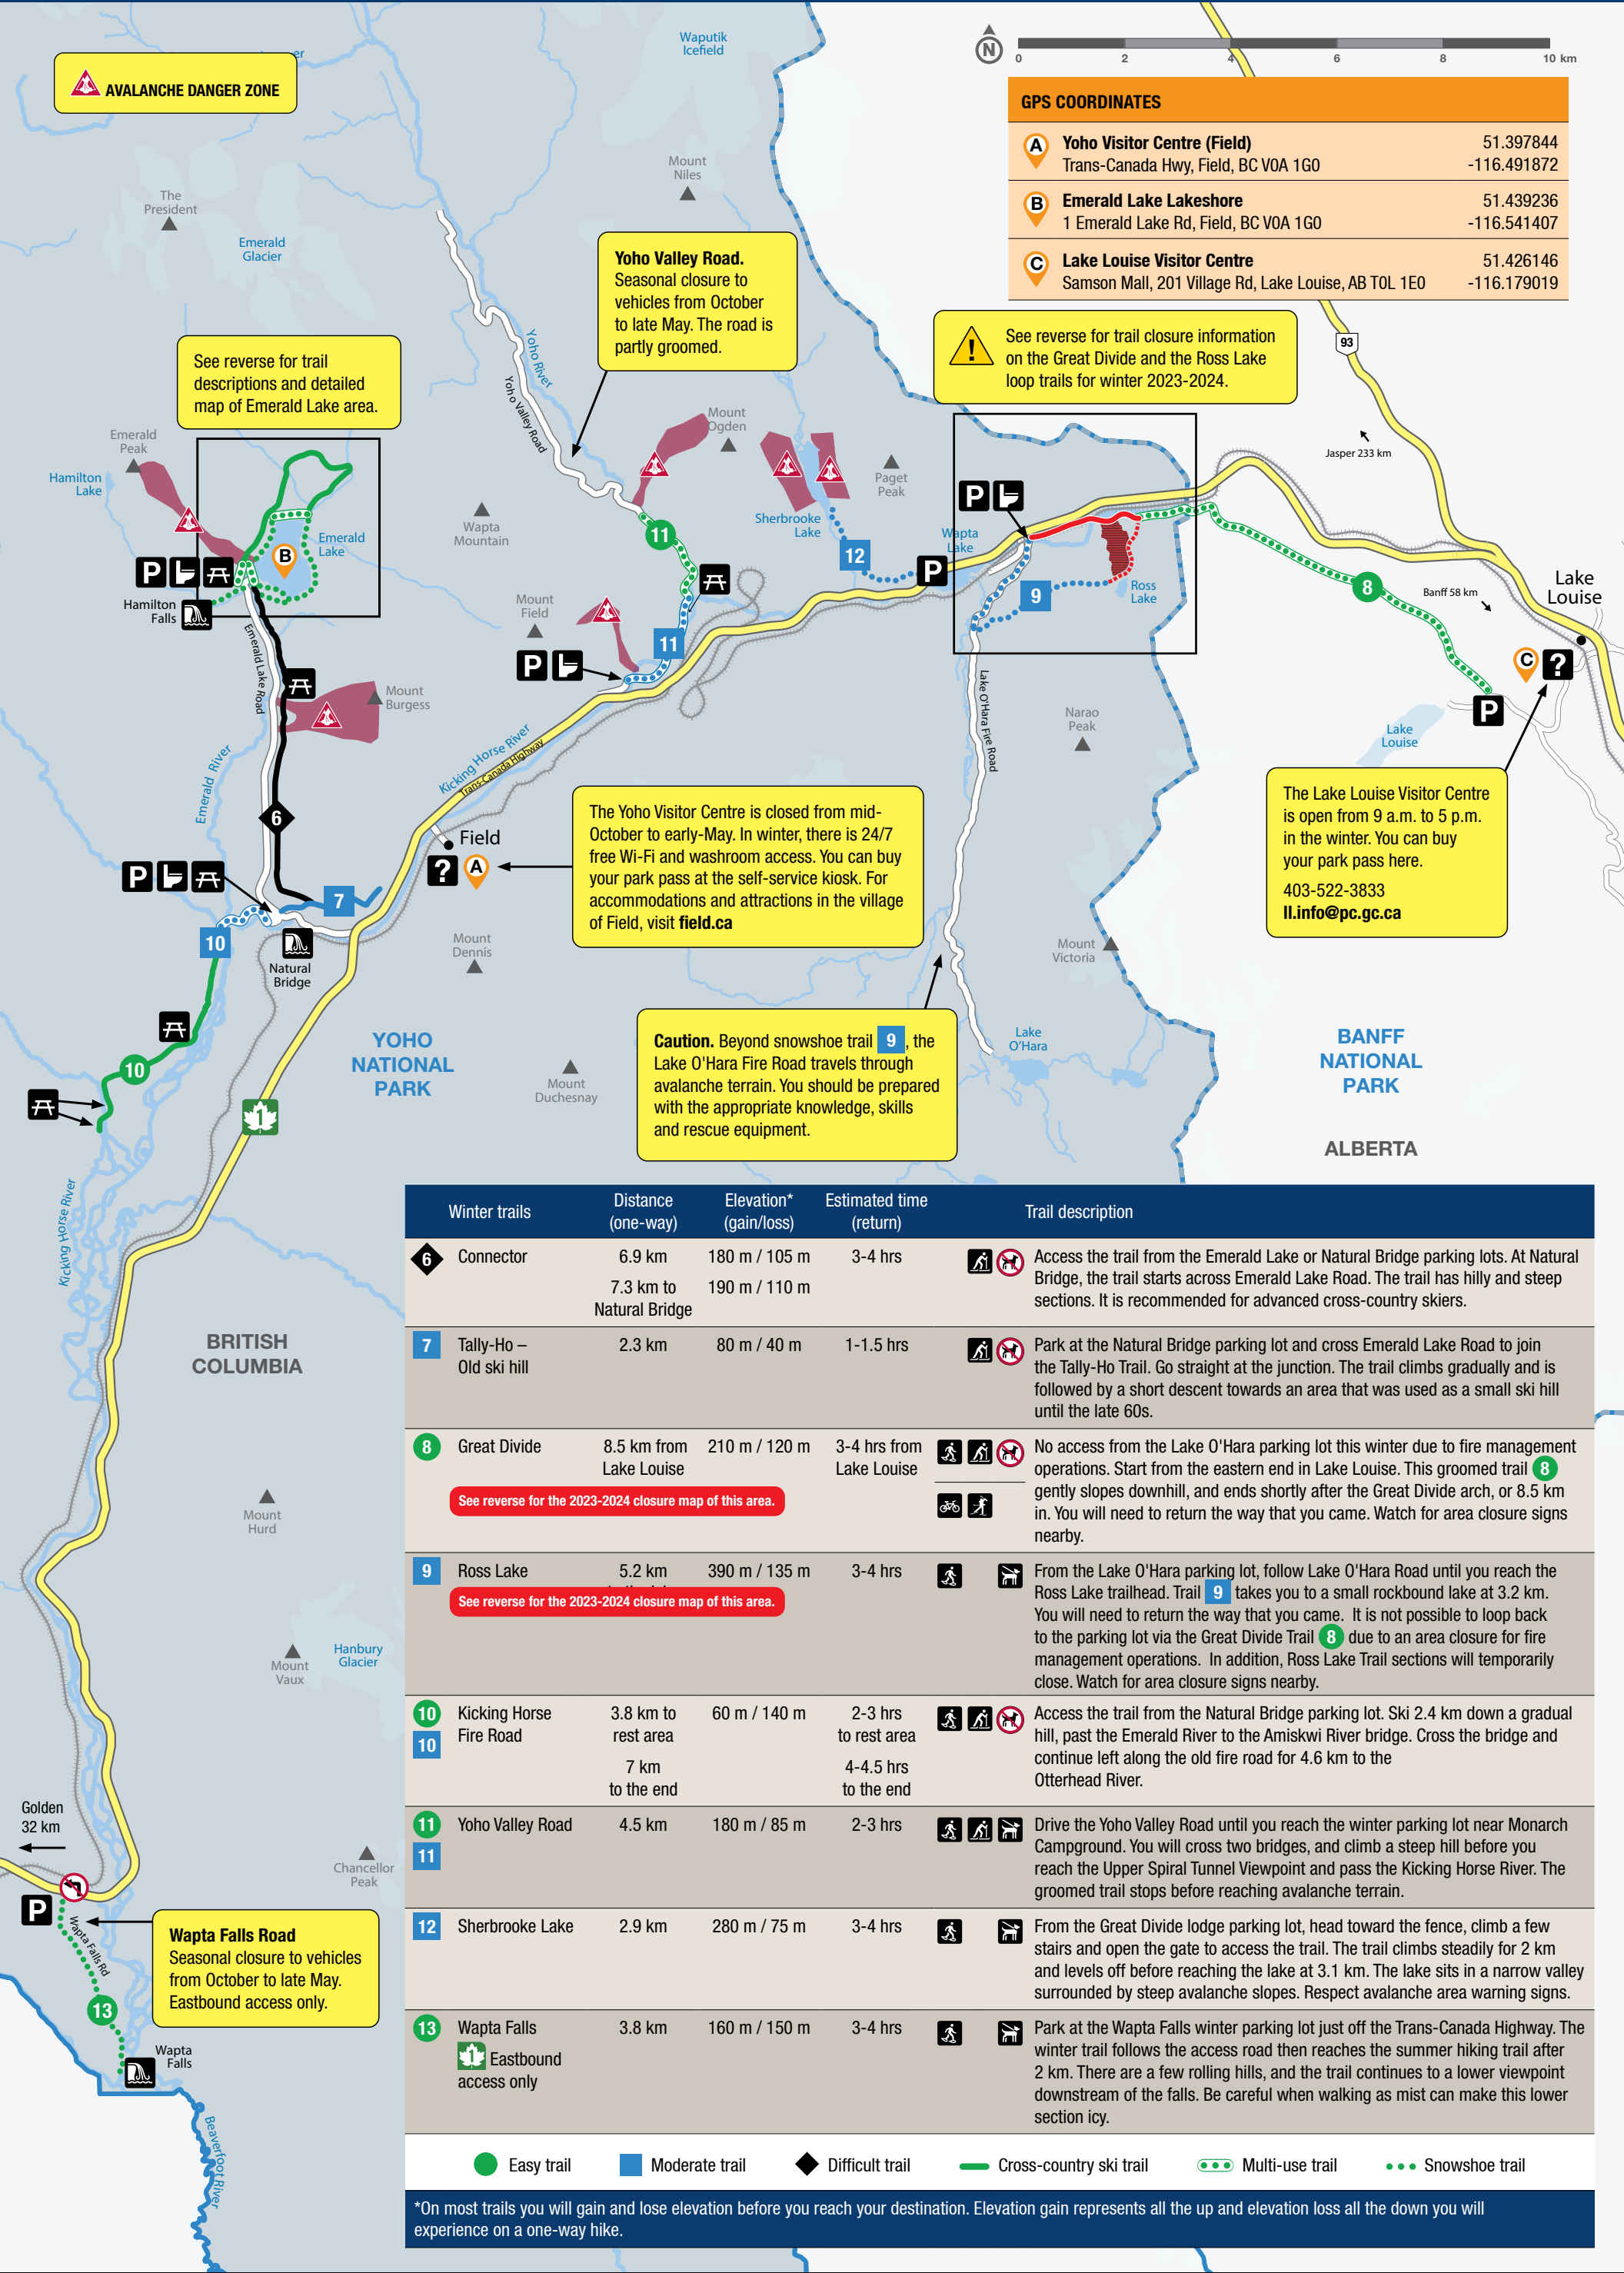 Waputik
Icefield
N
0 2 4 6 8 10 km
AVALANCHE DANGER ZONE
er
GPS COORDINATES
A Yoho Visitor Centre (Field) 51.397844
Trans-Canada Hwy, Field, BC V0A 1G0 -116.491872
B Emerald Lake Lakeshore 51.439236
1 Emerald Lake Rd, Field, BC V0A 1G0 -116.541407
C Lake Louise Visitor Centre 51.426146
Samson Mall, 201 Village Rd, Lake Louise, AB T0L 1E0 -116.179019
Mount
Niles
The
President
Emerald
Glacier
Yoho Valley Road.
Seasonal closure to
vehicles from October
to late May. The road is
partly groomed.
See reverse for trail closure information
on the Great Divide and the Ross Lake
loop trails for winter 2023-2024.
93
See reverse for trail
descriptions and detailed
map of Emerald Lake area.
Yoho River
Yoho Valley Road
Mount
Ogden
Emerald
Peak
Hamilton
Lake
Jasper 233 km
Paget
Peak
Wapta
Mountain
Sherbrooke
Lake
Emerald
Lake
B
11
12
Wapta
Lake
P
P
P
Hamilton
Falls
Mount
Field
9
Ross
Lake
8
Banff 58 km
Lake
Louise
C ?
P
11
P
Emerald Lake Road
Mount
Burgess
Lake O'Hara Fire Road
Narao
Peak
Lake
Louise
Emerald River
Kicking Horse River
Trans-Canada Highway
6
Field
? A
The Yoho Visitor Centre is closed from mid-
October to early-May. In winter, there is 24/7
free Wi-Fi and washroom access. You can buy
your park pass at the self-service kiosk. For
accommodations and attractions in the village
of Field, visit field.ca
The Lake Louise Visitor Centre
is open from 9 a.m. to 5 p.m.
in the winter. You can buy
your park pass here.
403-522-3833
ll.info@pc.gc.ca
P
7
10
Natural
Bridge
Mount
Dennis
Mount
Victoria
Caution. Beyond snowshoe trail 9, the
Lake O'Hara Fire Road travels through
avalanche terrain. You should be prepared
with the appropriate knowledge, skills
and rescue equipment.
Lake
O'Hara
YOHO
NATIONAL
PARK
BANFF
NATIONAL
PARK
10
Mount
Duchesnay
1
ALBERTA
Kicking Horse River
BRITISH
COLUMBIA
Mount
Hurd
Mount
Vaux
Hanbury
Glacier
Golden
32 km
Chancellor
Peak
P
Wapta Falls Rd
Wapta Falls Road
Seasonal closure to vehicles
from October to late May.
Eastbound access only.
13
Wapta
Falls
Beaverfoot River
Winter trails Distance (one-way) Elevation* (gain/loss) Estimated time (return) Trail description
6 Connector 6.9 km 180 m / 105 m 3-4 hrs
7.3 km to 190 m / 110 m
Natural Bridge
Access the trail from the Emerald Lake or Natural Bridge parking lots. At Natural
Bridge, the trail starts across Emerald Lake Road. The trail has hilly and steep
sections. It is recommended for advanced cross-country skiers.
7 Tally-Ho – 2.3 km 80 m / 40 m 1-1.5 hrs
Old ski hill
Park at the Natural Bridge parking lot and cross Emerald Lake Road to join
the Tally-Ho Trail. Go straight at the junction. The trail climbs gradually and is
followed by a short descent towards an area that was used as a small ski hill
until the late 60s.
8 Great Divide 8.5 km from 210 m / 120 m 3-4 hrs from
Lake Louise Lake Louise
See reverse for the 2023-2024 closure map of this area.
No access from the Lake O'Hara parking lot this winter due to fire management
operations. Start from the eastern end in Lake Louise. This groomed trail 8
gently slopes downhill, and ends shortly after the Great Divide arch, or 8.5 km
in. You will need to return the way that you came. Watch for area closure signs
nearby.
9 Ross Lake 5.2 km 390 m / 135 m 3-4 hrs
See reverse for the 2023-2024 closure map of this area.
From the Lake O'Hara parking lot, follow Lake O'Hara Road until you reach the
Ross Lake trailhead. Trail 9 takes you to a small rockbound lake at 3.2 km.
You will need to return the way that you came. It is not possible to loop back
to the parking lot via the Great Divide Trail 8 due to an area closure for fire
management operations. In addition, Ross Lake Trail sections will temporarily
close. Watch for area closure signs nearby.
10 Kicking Horse 3.8 km to 60 m / 140 m 2-3 hrs
10 Fire Road rest area to rest area
7 km 4-4.5 hrs
to the end to the end
Access the trail from the Natural Bridge parking lot. Ski 2.4 km down a gradual
hill, past the Emerald River to the Amiskwi River bridge. Cross the bridge and
continue left along the old fire road for 4.6 km to the
Otterhead River.
11 Yoho Valley Road 4.5 km 180 m / 85 m 2-3 hrs
11
Drive the Yoho Valley Road until you reach the winter parking lot near Monarch
Campground. You will cross two bridges, and climb a steep hill before you
reach the Upper Spiral Tunnel Viewpoint and pass the Kicking Horse River. The
groomed trail stops before reaching avalanche terrain.
12 Sherbrooke Lake 2.9 km 280 m / 75 m 3-4 hrs
From the Great Divide lodge parking lot, head toward the fence, climb a few
stairs and open the gate to access the trail. The trail climbs steadily for 2 km
and levels off before reaching the lake at 3.1 km. The lake sits in a narrow valley
surrounded by steep avalanche slopes. Respect avalanche area warning signs.
13 Wapta Falls 3.8 km 160 m / 150 m 3-4 hrs
1 Eastbound
access only
Park at the Wapta Falls winter parking lot just off the Trans-Canada Highway. The
winter trail follows the access road then reaches the summer hiking trail after
2 km. There are a few rolling hills, and the trail continues to a lower viewpoint
downstream of the falls. Be careful when walking as mist can make this lower
section icy.
Easy trail Moderate trail Difficult trail Cross-country ski trail Multi-use trail Snowshoe trail
*On most trails you will gain and lose elevation before you reach your destination. Elevation gain represents all the up and elevation loss all the down you will
experience on a one-way hike.